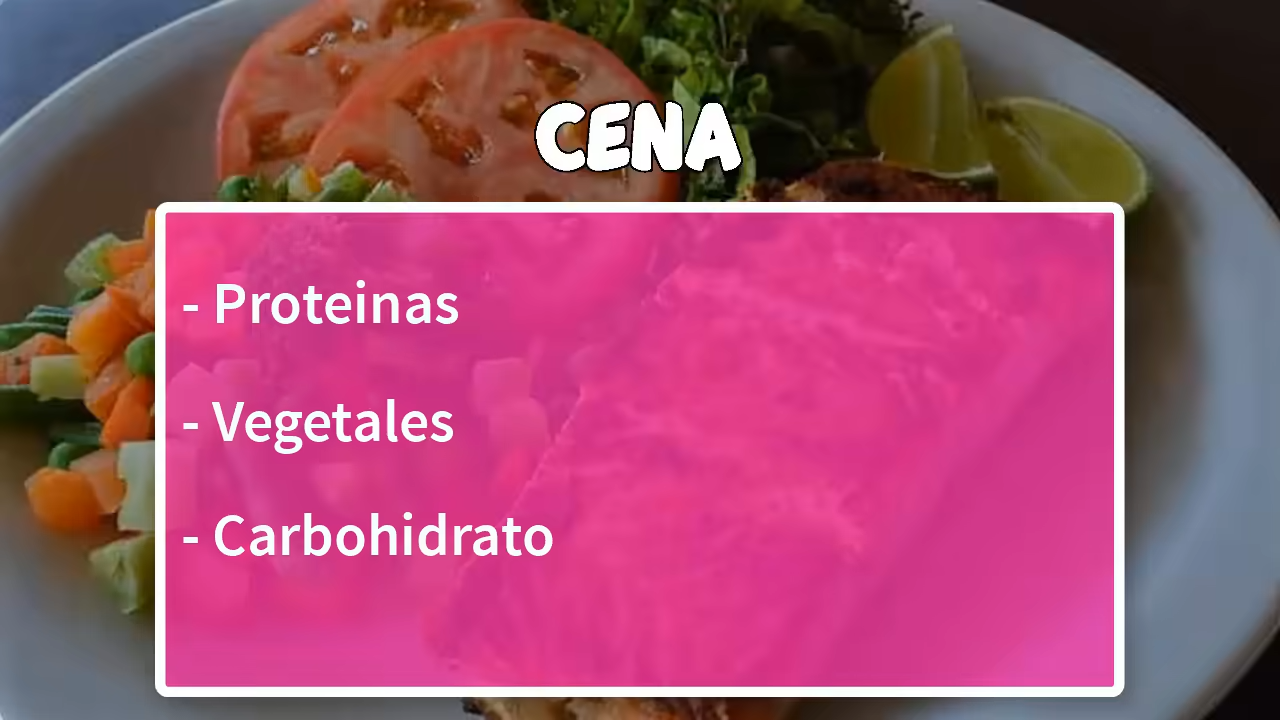 CENA
- Proteinas
- Vegetales
- Carbohidrato